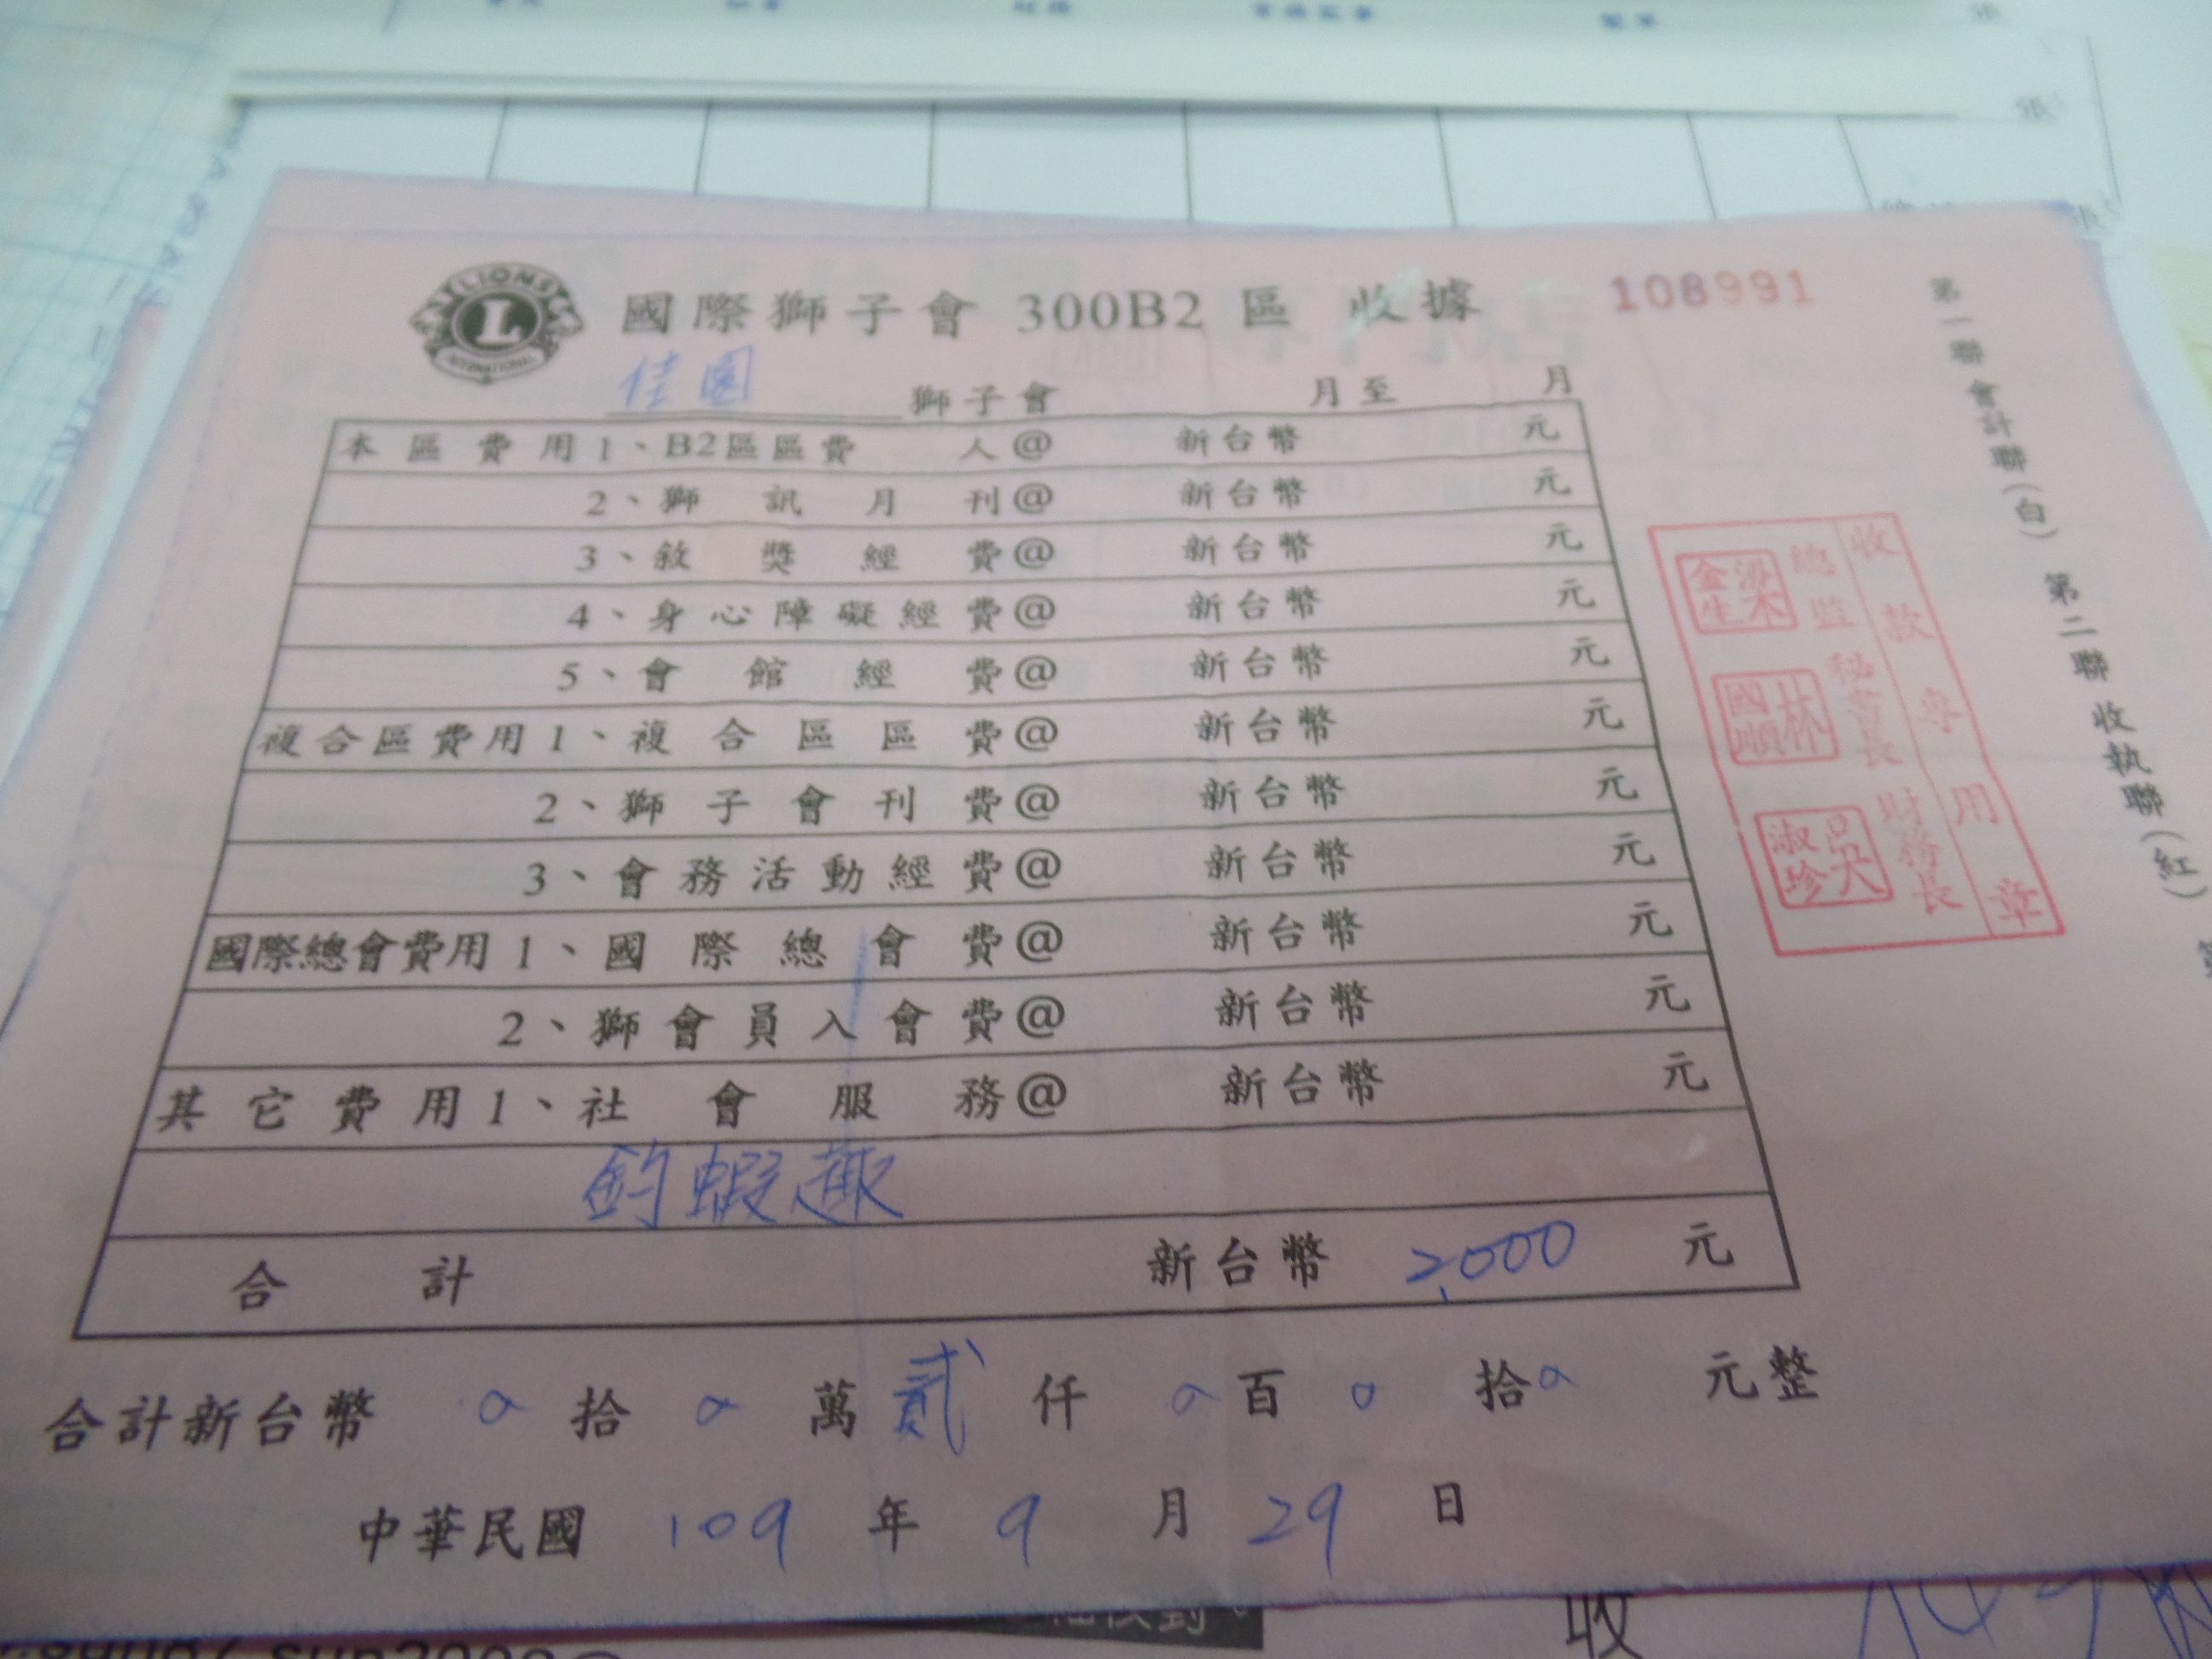 LIONS
L
INTERNATIONAL
國際獅子會 300B2 區 收據
108991
佳園 獅子會 月至 月
本區費用1、B2區區費 人@ 新台幣 元
2、獅訊月刊@ 新台幣 元
3、敘獎經費@ 新台幣 元
4、身心障礙經費@ 新台幣 元
5、會館經費@ 新台幣 元
複合區費用1、複合區區費@ 新台幣 元
2、獅子會刊費@ 新台幣 元
3、會務活動經費@ 新台幣 元
國際總會費用1、國際總會費@ 新台幣 元
2、獅會員入會費@ 新台幣 元
其它費用1、社會服務@ 新台幣 元
釣蝦趣
合計 新台幣 2,000 元
合計新台幣 0 拾 0 萬 貳 仟 0 百 0 拾 0 元整
中華民國 109 年 9 月 29 日
第一聯 會計聯(白) 第二聯 收執聯(紅)
收款專用章
總監
秘書長 林國順
財務長
收